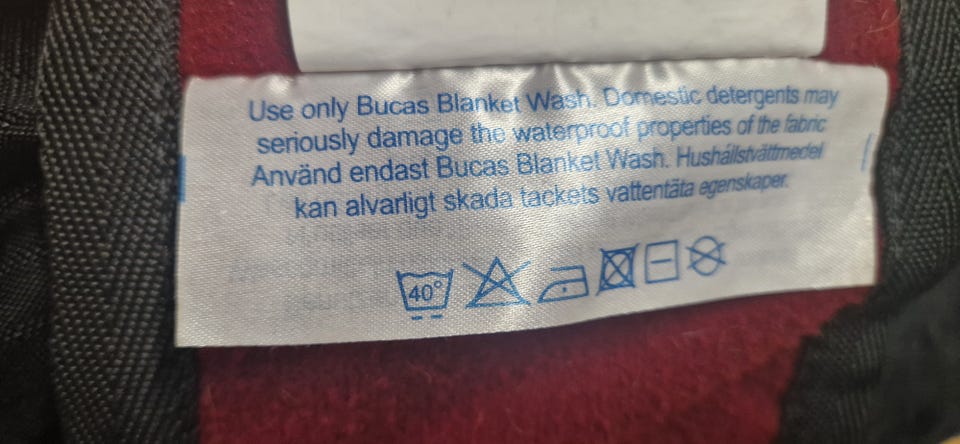 Use only Bucas Blanket Wash. Domestic detergents may
seriously damage the waterproof properties of the fabric
Använd endast Bucas Blanket Wash. Hushållstvättmedel
kan alvarligt skada tackets vattentäta egenskaper.
40°